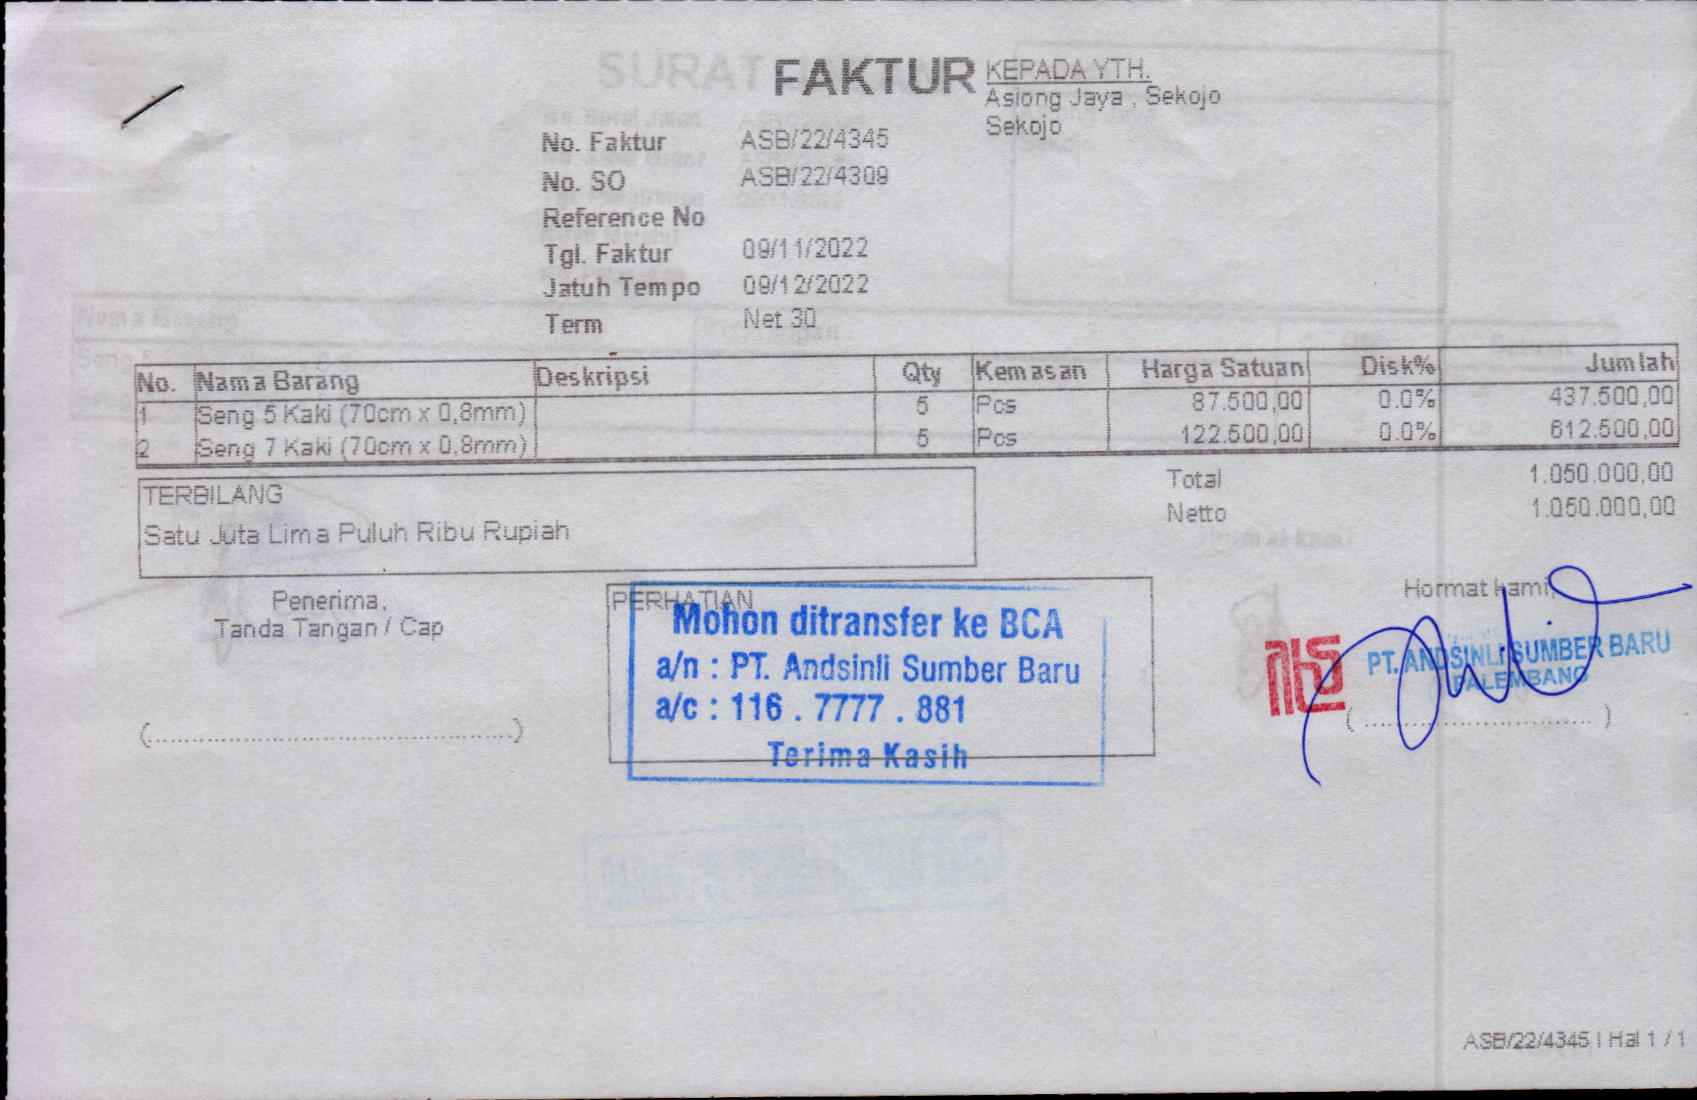 FAKTUR
KEPADA YTH.
Asiong Jaya , Sekojo
Sekojo
No. Faktur ASB/22/4345
No. SO ASB/22/4309
Reference No
Tgl. Faktur 09/11/2022
Jatuh Tempo 09/12/2022
Term Net 30
No. Nama Barang Deskripsi Qty Kemasan Harga Satuan Disk% Jumlah
1 Seng 5 Kaki (70cm x 0,8mm) 5 Pcs 87.500,00 0.0% 437.500,00
2 Seng 7 Kaki (70cm x 0,8mm) 5 Pcs 122.500,00 0.0% 612.500,00
Total 1.050.000,00
Netto 1.050.000,00
TERBILANG
Satu Juta Lima Puluh Ribu Rupiah
Penerima,
Tanda Tangan / Cap
(............................................)
PERHATIAN
Mohon ditransfer ke BCA
a/n : PT. Andsinli Sumber Baru
a/c : 116 . 7777 . 881
Terima Kasih
Hormat kami,
PT. ANDSINLI SUMBER BARU
PALEMBANG
( ............................... )
ASB/22/4345 | Hal 1 / 1